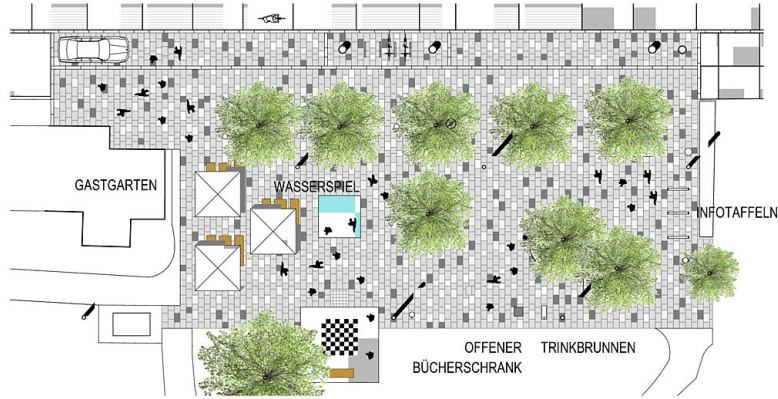 GASTGARTEN
WASSERSPIEL
INFOTAFFELN
OFFENER
BÜCHERSCHRANK
TRINKBRUNNEN